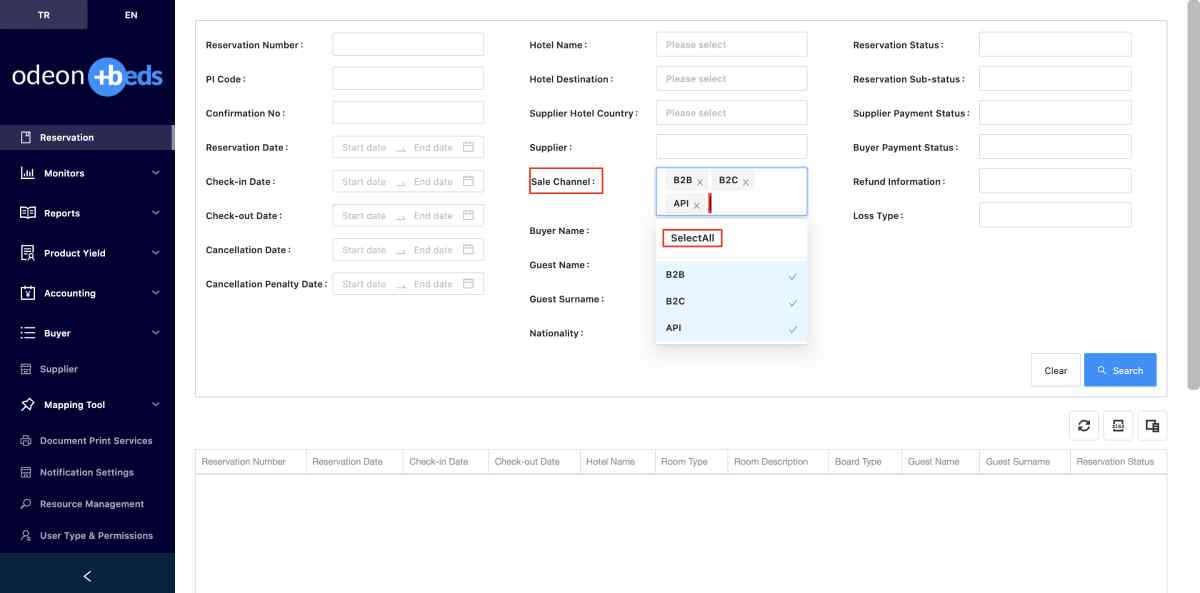 TR
EN
odeon +beds
Reservation
Monitors
Reports
Product Yield
Accounting
Buyer
Supplier
Mapping Tool
Document Print Services
Notification Settings
Resource Management
User Type & Permissions
Reservation Number :
PI Code :
Confirmation No :
Reservation Date : Start date End date
Check-in Date : Start date End date
Check-out Date : Start date End date
Cancellation Date : Start date End date
Cancellation Penalty Date : Start date End date
Hotel Name : Please select
Hotel Destination : Please select
Supplier Hotel Country : Please select
Supplier :
Sale Channel :
B2B B2C
API
SelectAll
B2B
B2C
API
Buyer Name :
Guest Name :
Guest Surname :
Nationality :
Reservation Status :
Reservation Sub-status :
Supplier Payment Status :
Buyer Payment Status :
Refund Information :
Loss Type :
Clear
Search
Reservation Number Reservation Date Check-in Date Check-out Date Hotel Name Room Type Room Description Board Type Guest Name Guest Surname Reservation Status